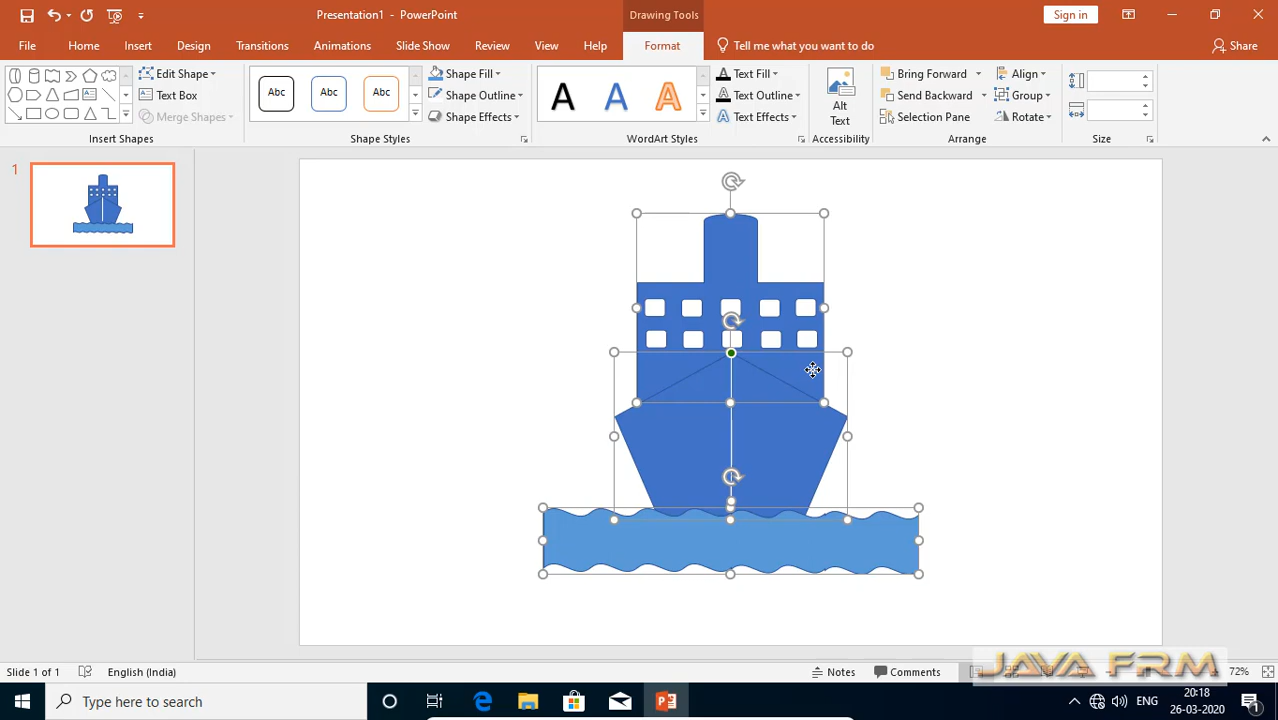 Presentation1 - PowerPoint
Drawing Tools
Sign in
File
Home
Insert
Design
Transitions
Animations
Slide Show
Review
View
Help
Format
Tell me what you want to do
Share
Edit Shape
Text Box
Merge Shapes
Insert Shapes
Abc
Abc
Abc
Shape Fill
Shape Outline
Shape Effects
Shape Styles
A
A
A
Text Fill
Text Outline
Text Effects
WordArt Styles
Alt
Text
Accessibility
Bring Forward
Send Backward
Selection Pane
Align
Group
Rotate
Arrange
Size
1
Slide 1 of 1
English (India)
Notes
Comments
72%
JAVA FRM
Type here to search
ENG
20:18
26-03-2020
1